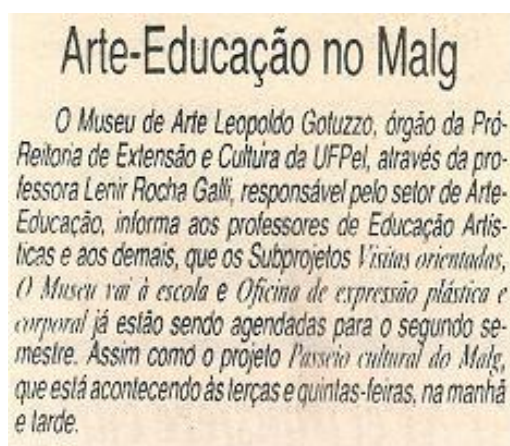 Arte-Educação no Malg
O Museu de Arte Leopoldo Gotuzzo, órgão da Pró-
Reitoria de Extensão e Cultura da UFPel, através da pro-
fessora Lenir Rocha Galli, responsável pelo setor de Arte-
Educação, informa aos professores de Educação Artís-
ticas e aos demais, que os Subprojetos Visitas orientadas,
O Museu vai à escola e Oficina de expressão plástica e
corporal já estão sendo agendadas para o segundo se-
mestre. Assim como o projeto Passeio cultural do Malg,
que está acontecendo às terças e quintas-feiras, na manhã
e tarde.